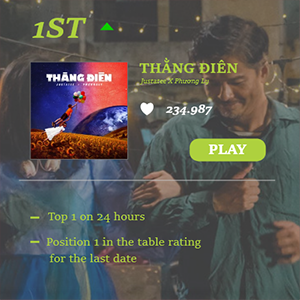 1ST
THẰNG ĐIÊN
JustaTee X Phương Ly
THẰNG ĐIÊN
JUSTATEE X PHUONGLY
234.987
PLAY
Top 1 on 24 hours
Position 1 in the table rating
for the last date